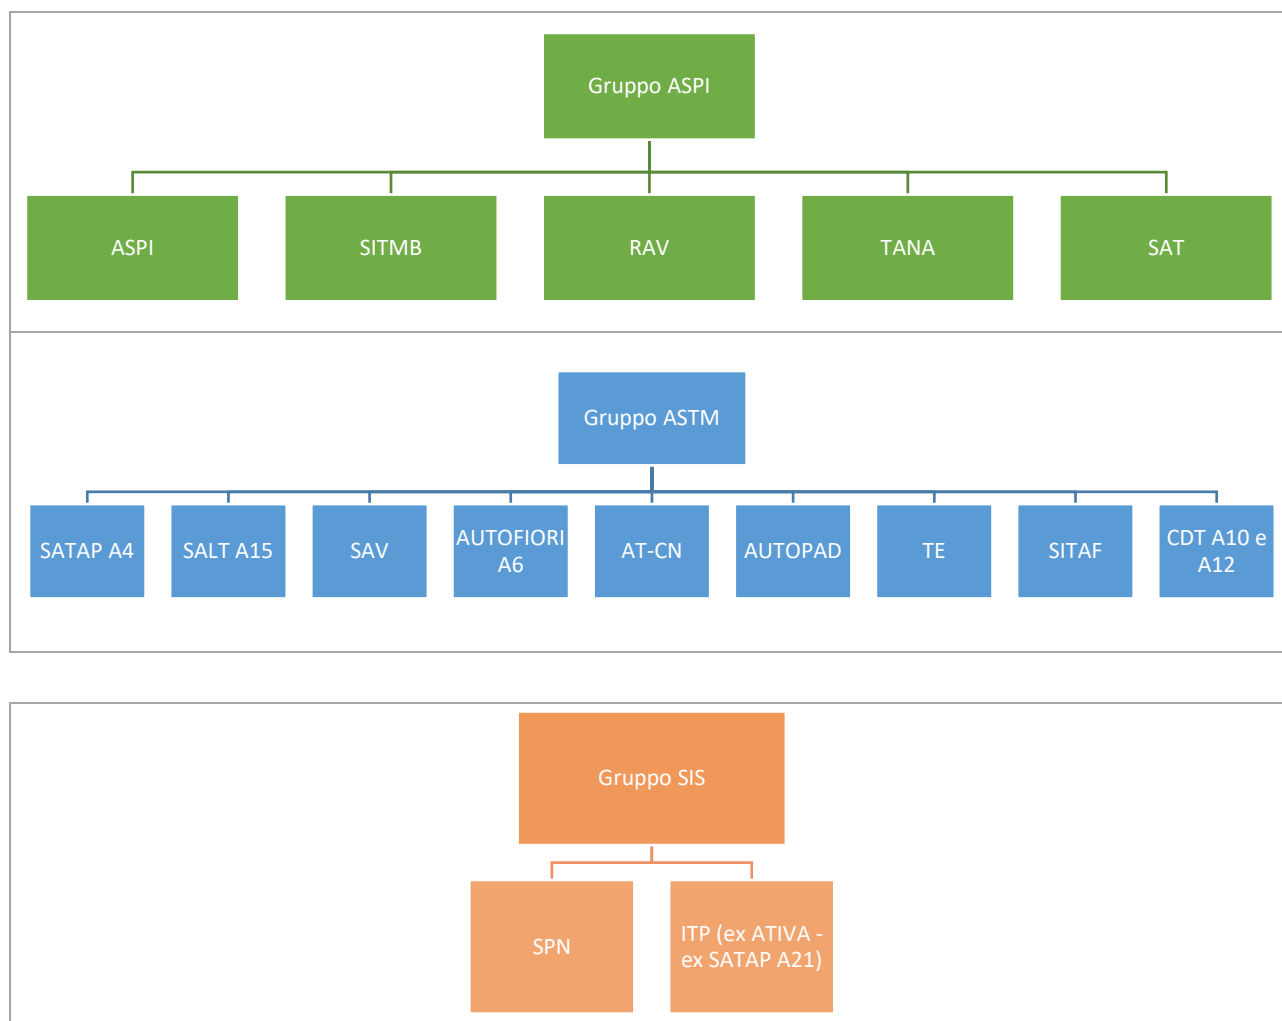 Gruppo ASPI
ASPI
SITMB
RAV
TANA
SAT
Gruppo ASTM
SATAP A4
SALT A15
SAV
AUTOFIORI
A6
AT-CN
AUTOPAD
TE
SITAF
CDT A10 e
A12
Gruppo SIS
SPN
ITP (ex ATIVA -
ex SATAP A21)